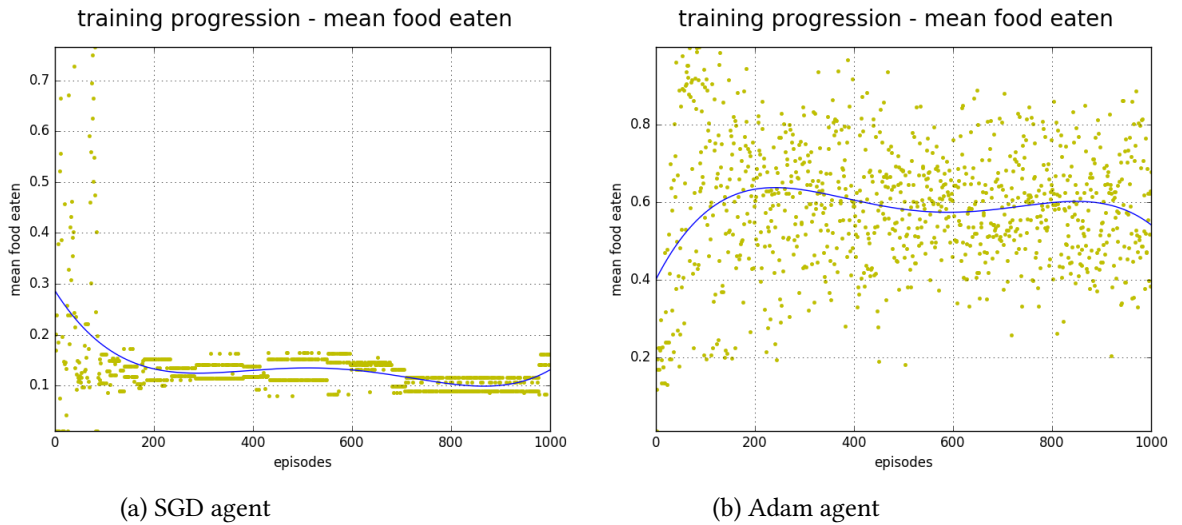 training progression - mean food eaten
mean food eaten
0.7
0.6
0.5
0.4
0.3
0.2
0.1
0 200 400 600 800 1000
episodes
(a) SGD agent
training progression - mean food eaten
mean food eaten
0.8
0.6
0.4
0.2
0 200 400 600 800 1000
episodes
(b) Adam agent